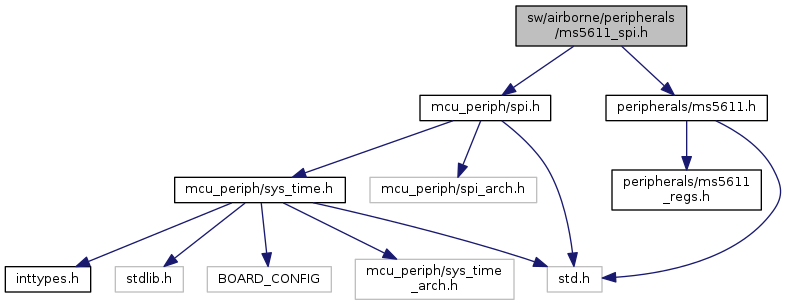 sw/airborne/peripherals
/ms5611_spi.h
mcu_periph/spi.h
peripherals/ms5611.h
mcu_periph/sys_time.h
mcu_periph/spi_arch.h
peripherals/ms5611
_regs.h
inttypes.h
stdlib.h
BOARD_CONFIG
mcu_periph/sys_time
_arch.h
std.h